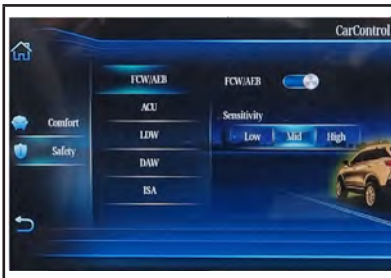 CarControl
FCW/AEB
FCW/AEB
ACU
Sensitivity
Comfort
LDW
Low
Mid
High
Safety
DAW
ISA